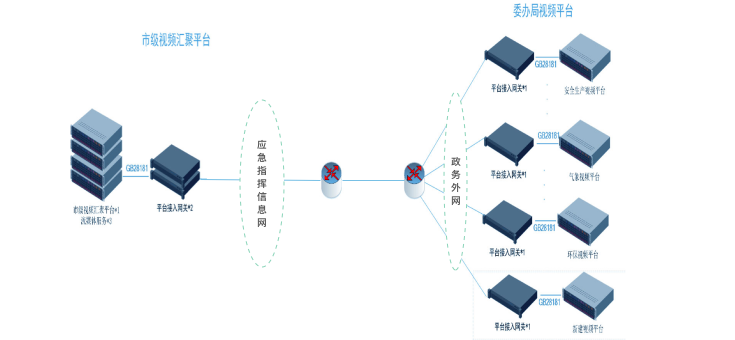 委办局视频平台
市级视频汇聚平台
GB28181
平台接入网关*1
安全生产视频平台
应急指挥信息网
政务外网
GB28181
平台接入网关*1
气象视频平台
GB28181
市级视频汇聚平台*1
流媒体服务*2
平台接入网关*2
GB28181
平台接入网关*1
环保视频平台
GB28181
平台接入网关*1
新建视频平台